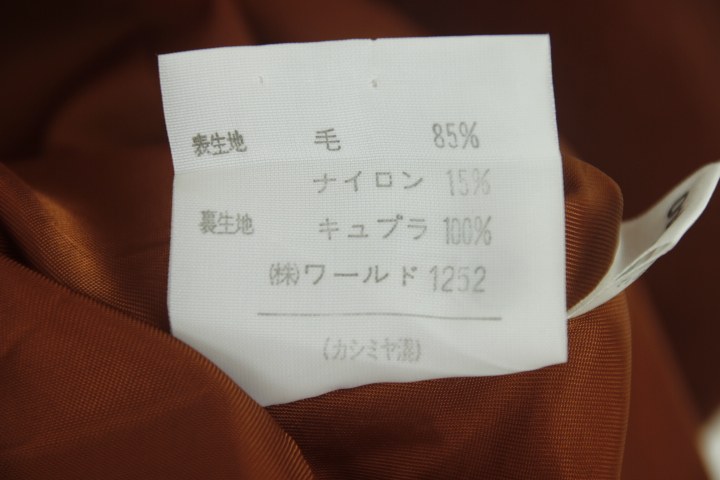 表生地 毛 85%
ナイロン 15%
裏生地 キュプラ 100%
(株)ワールド 1252
(カシミヤ混)